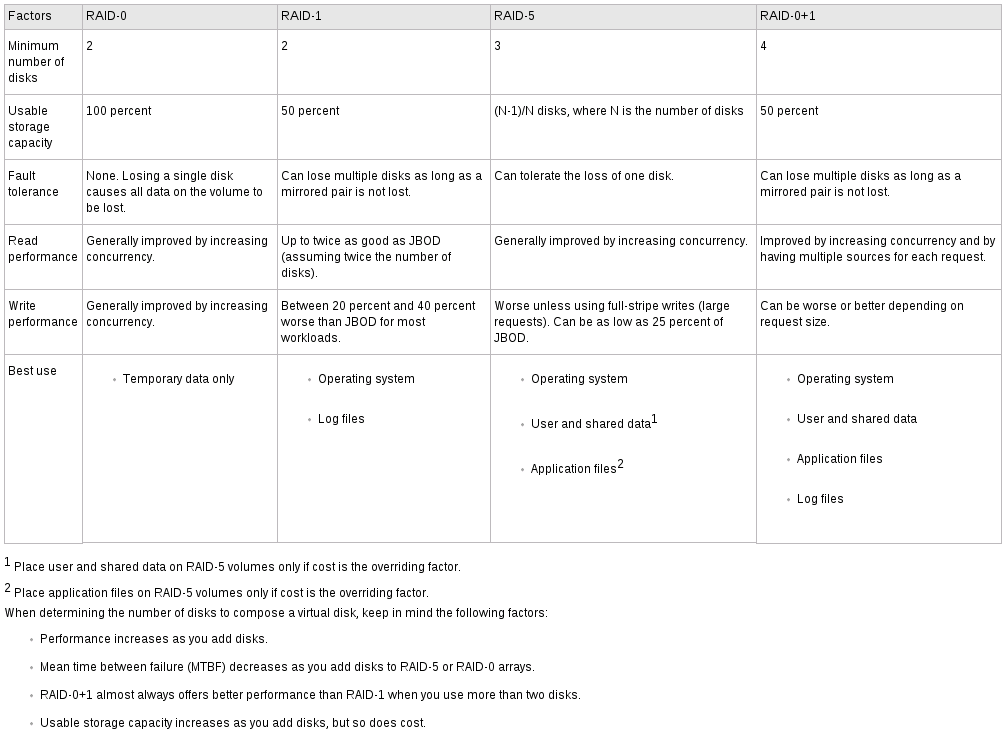 Factors
RAID-0
RAID-1
RAID-5
RAID-0+1
Minimum
number of
disks
2
2
3
4
Usable
storage
capacity
100 percent
50 percent
(N-1)/N disks, where N is the number of disks
50 percent
Fault
tolerance
None. Losing a single disk
causes all data on the volume to
be lost.
Can lose multiple disks as long as a
mirrored pair is not lost.
Can tolerate the loss of one disk.
Can lose multiple disks as long as a
mirrored pair is not lost.
Read
performance
Generally improved by increasing
concurrency.
Up to twice as good as JBOD
(assuming twice the number of
disks).
Generally improved by increasing concurrency.
Improved by increasing concurrency and by
having multiple sources for each request.
Write
performance
Generally improved by increasing
concurrency.
Between 20 percent and 40 percent
worse than JBOD for most
workloads.
Worse unless using full-stripe writes (large
requests). Can be as low as 25 percent of
JBOD.
Can be worse or better depending on
request size.
Best use
• Temporary data only
• Operating system
• Log files
• Operating system
• User and shared data1
• Application files2
• Operating system
• User and shared data
• Application files
• Log files
1 Place user and shared data on RAID-5 volumes only if cost is the overriding factor.
2 Place application files on RAID-5 volumes only if cost is the overriding factor.
When determining the number of disks to compose a virtual disk, keep in mind the following factors:
• Performance increases as you add disks.
• Mean time between failure (MTBF) decreases as you add disks to RAID-5 or RAID-0 arrays.
• RAID-0+1 almost always offers better performance than RAID-1 when you use more than two disks.
• Usable storage capacity increases as you add disks, but so does cost.